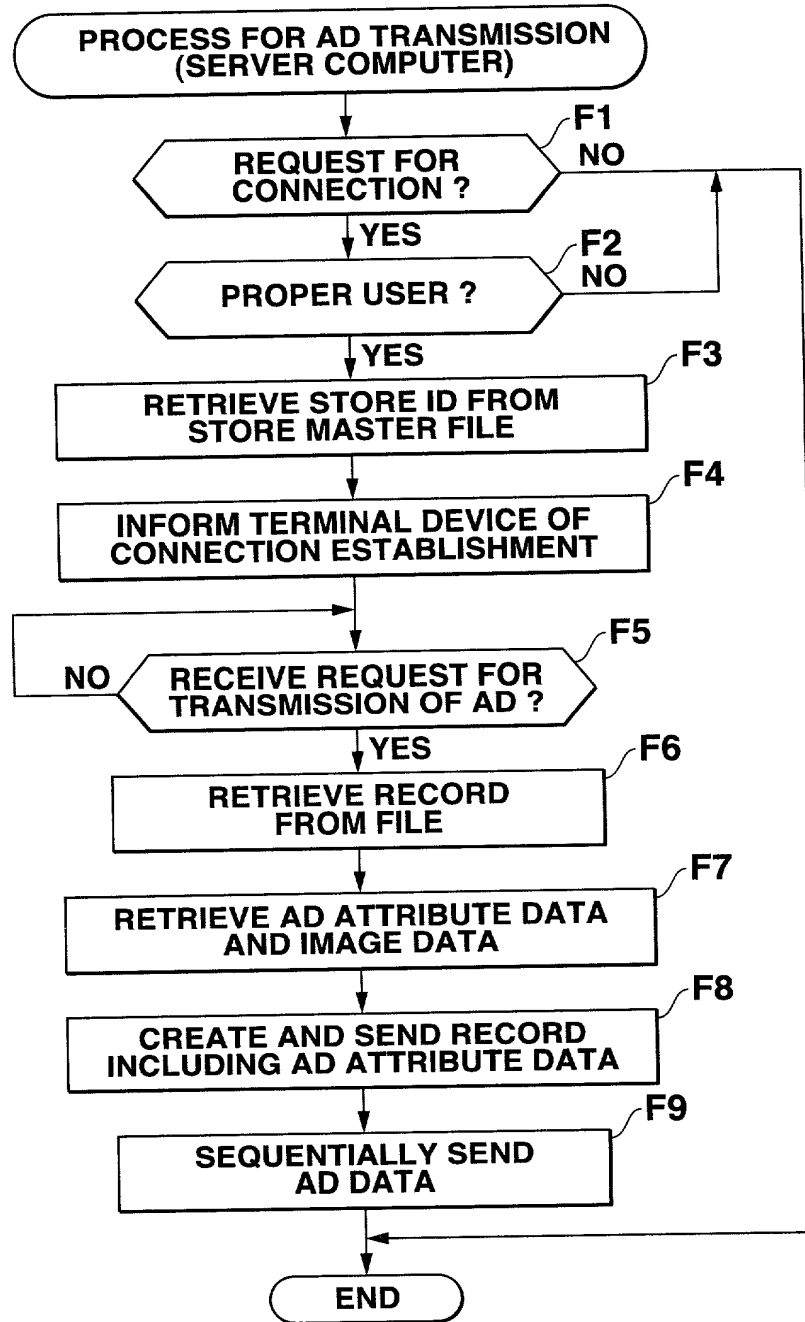 PROCESS FOR AD TRANSMISSION
(SERVER COMPUTER)
F1
REQUEST FOR
CONNECTION ?
NO
YES
F2
PROPER USER ?
NO
YES
F3
RETRIEVE STORE ID FROM
STORE MASTER FILE
F4
INFORM TERMINAL DEVICE OF
CONNECTION ESTABLISHMENT
F5
RECEIVE REQUEST FOR
TRANSMISSION OF AD ?
NO
YES
F6
RETRIEVE RECORD
FROM FILE
F7
RETRIEVE AD ATTRIBUTE DATA
AND IMAGE DATA
F8
CREATE AND SEND RECORD
INCLUDING AD ATTRIBUTE DATA
F9
SEQUENTIALLY SEND
AD DATA
END